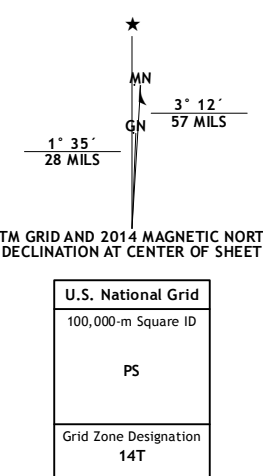 MN
3° 12´
57 MILS
GN
1° 35´
28 MILS
TM GRID AND 2014 MAGNETIC NORT
DECLINATION AT CENTER OF SHEET
U.S. National Grid
100,000-m Square ID
PS
Grid Zone Designation
14T